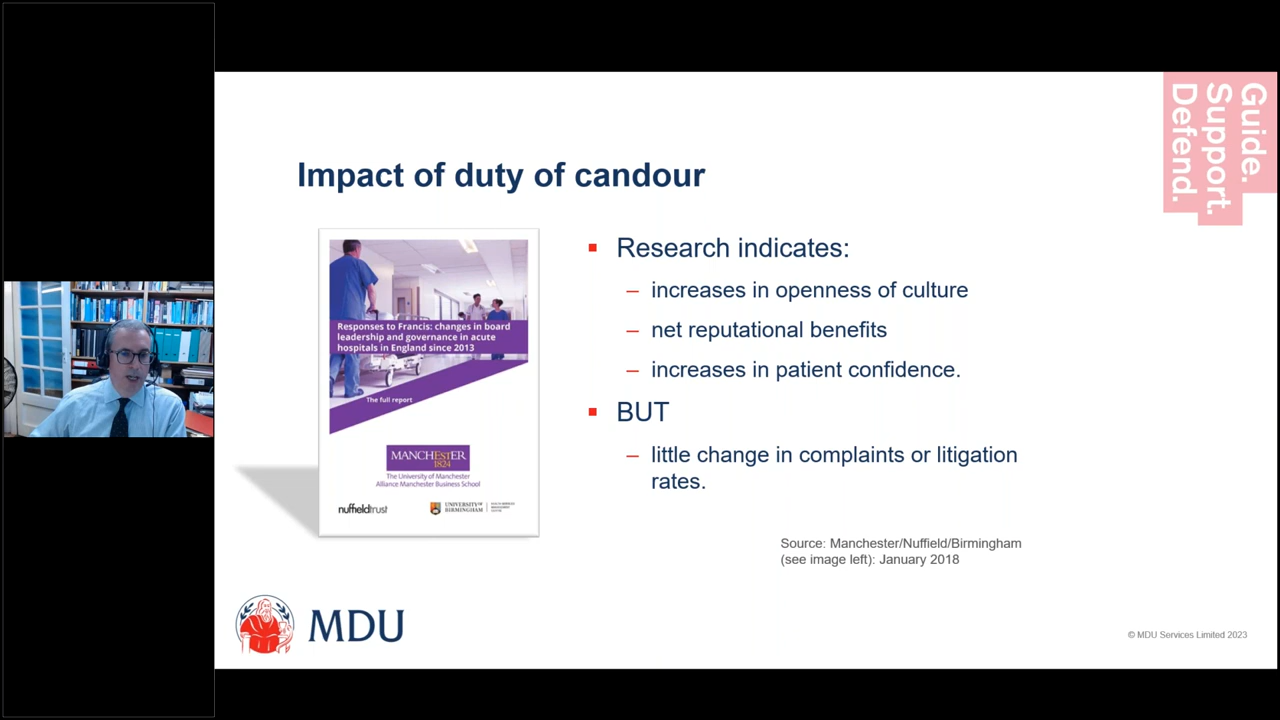 Guide.
Support.
Defend.
Impact of duty of candour
Responses to Francis: changes in board
leadership and governance in acute
hospitals in England since 2013
The full report
MANCHESTER
1824
The University of Manchester
Alliance Manchester Business School
nuffieldtrust
UNIVERSITY OF
BIRMINGHAM
Research indicates:
– increases in openness of culture
– net reputational benefits
– increases in patient confidence.
BUT
– little change in complaints or litigation
rates.
Source: Manchester/Nuffield/Birmingham
(see image left): January 2018
MDU
© MDU Services Limited 2023